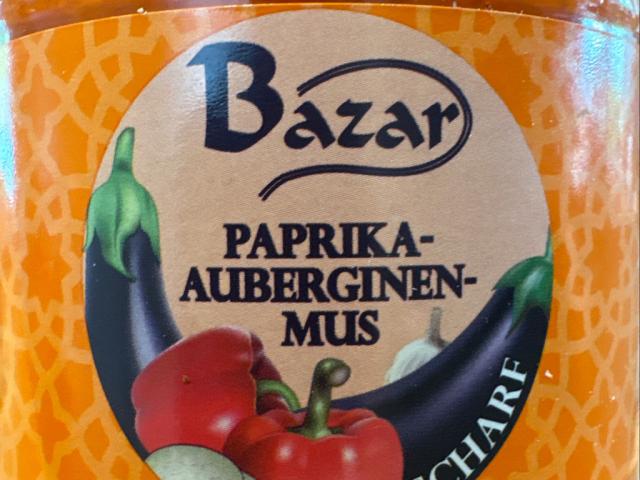 Bazar
PAPRIKA-
AUBERGINEN-
MUS